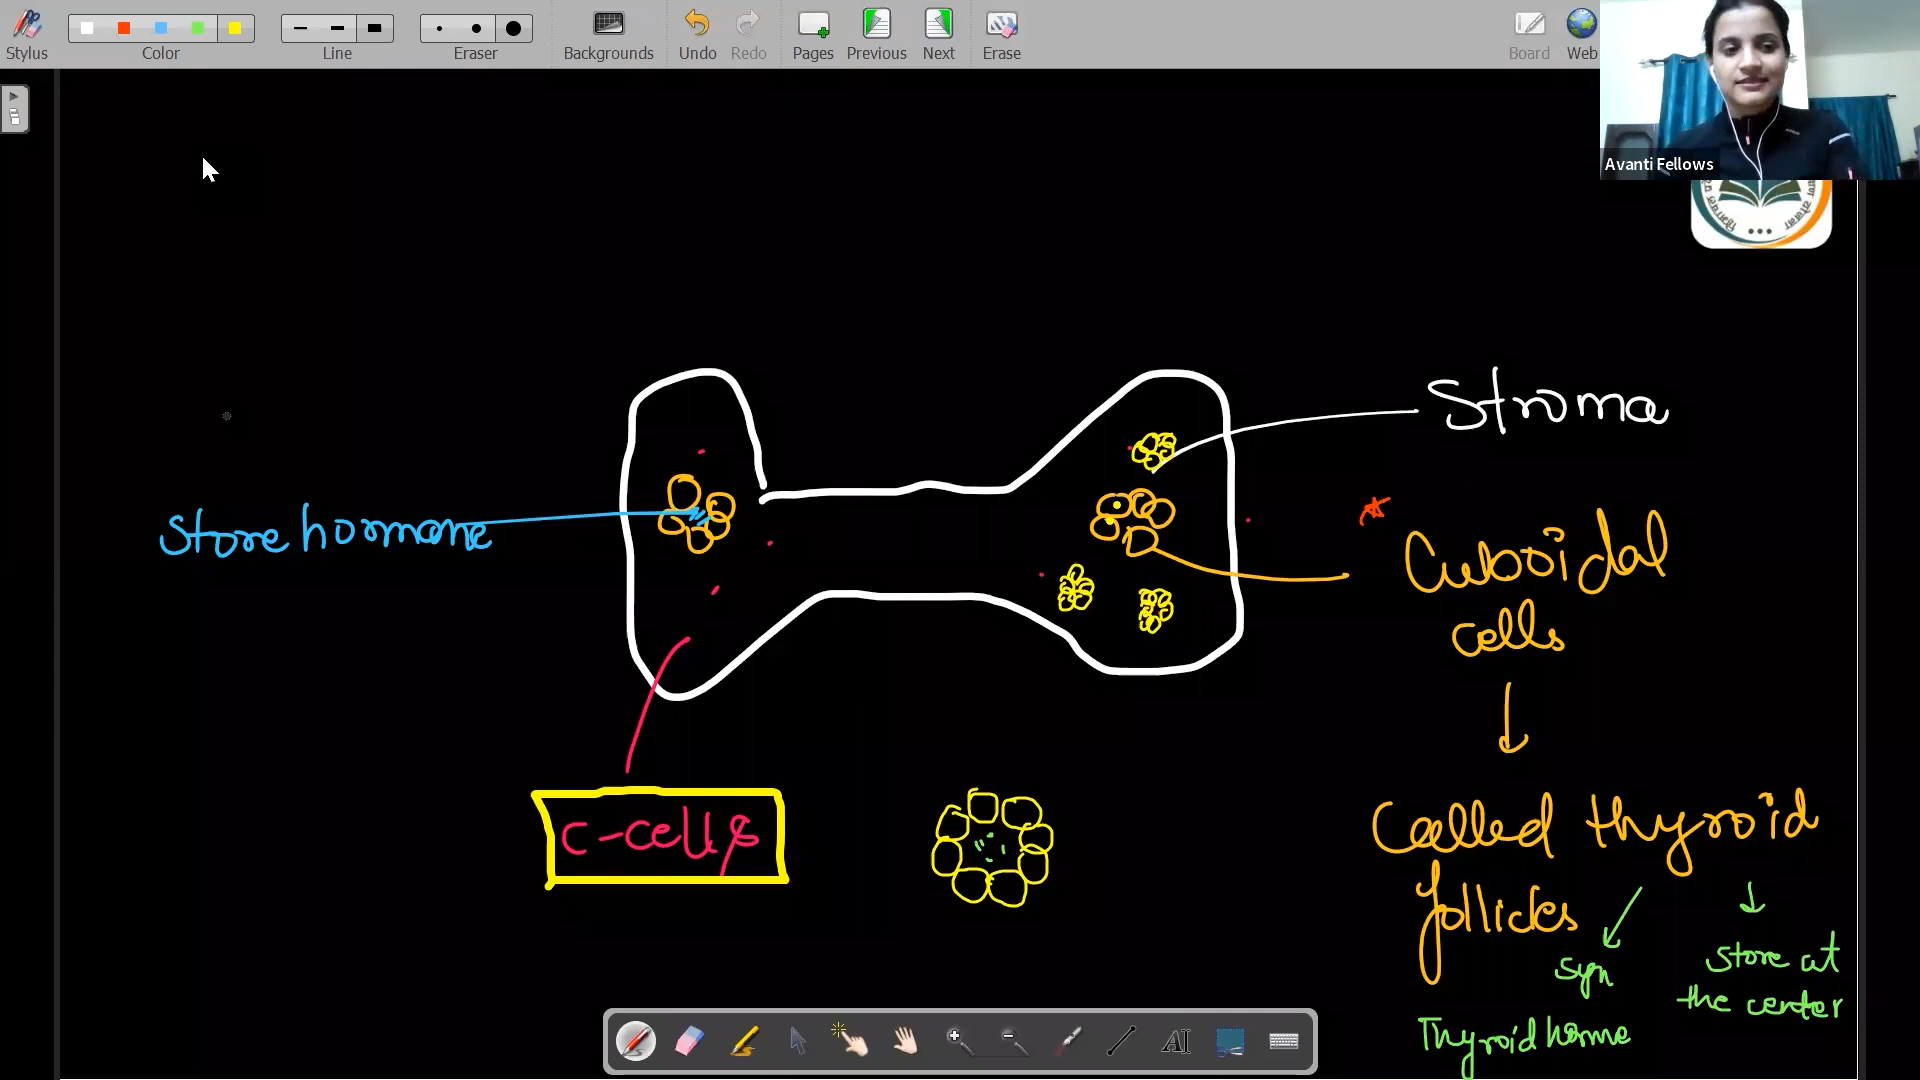 Stylus
Color
Line
Eraser
Backgrounds
Undo
Redo
Pages
Previous
Next
Erase
Board
Web
Avanti Fellows
Stroma
Store hormone
Cuboidal
cells
C-cells
Called thyroid
follicles
syn
Store at
the center
Thyroid horme